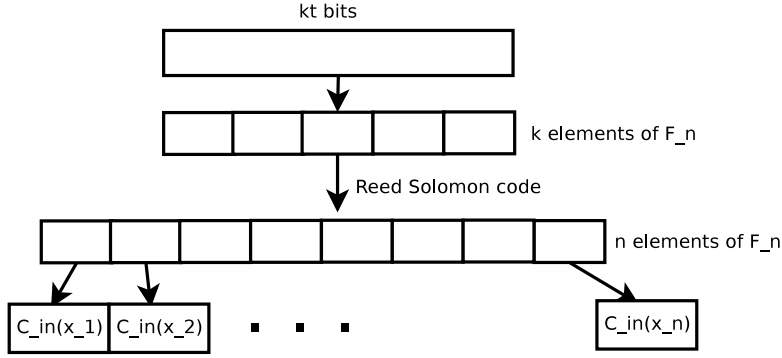 kt bits
k elements of F_n
Reed Solomon code
n elements of F_n
C_in(x_1) C_in(x_2) C_in(x_n)